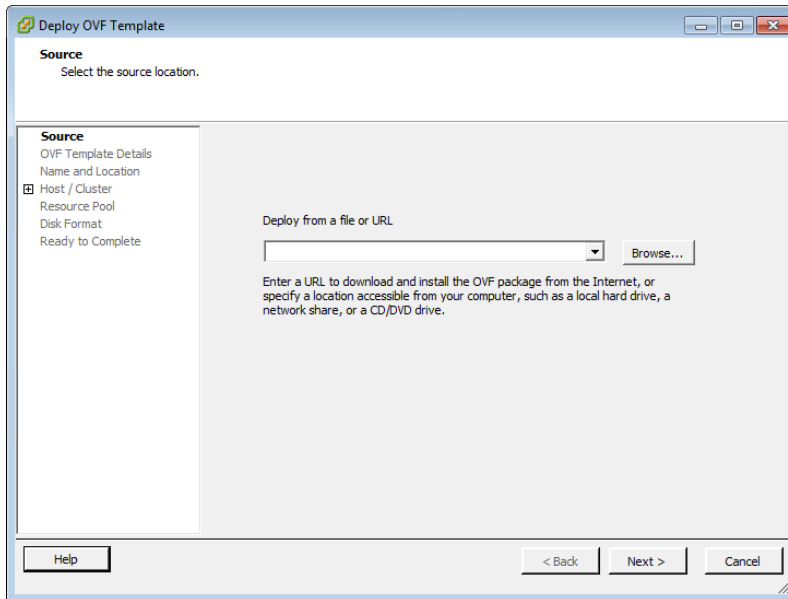 Deploy OVF Template
Source
Select the source location.
Source
OVF Template Details
Name and Location
Host / Cluster
Resource Pool
Disk Format
Ready to Complete
Deploy from a file or URL
Browse...
Enter a URL to download and install the OVF package from the Internet, or
specify a location accessible from your computer, such as a local hard drive, a
network share, or a CD/DVD drive.
Help
< Back
Next >
Cancel